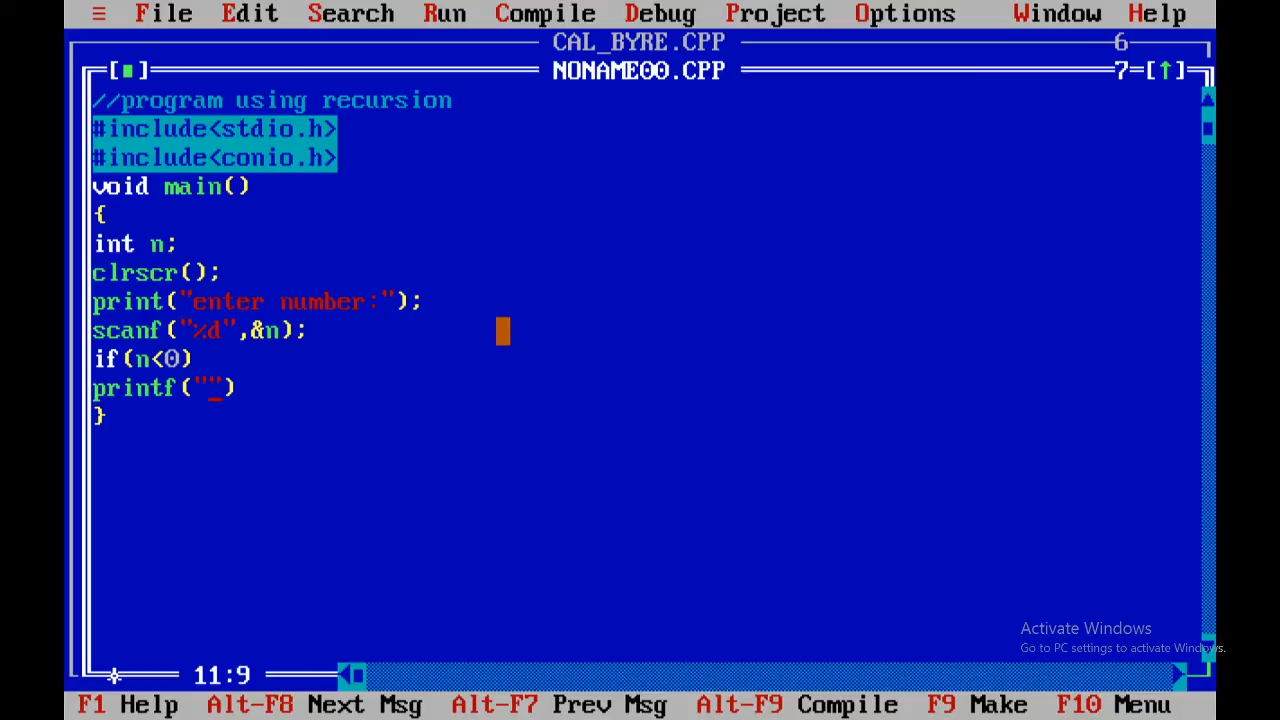 ≡ File Edit Search Run Compile Debug Project Options Window Help
CAL_BYRE.CPP 6
[■] NONAME00.CPP 7=[↑]
//program using recursion
#include<stdio.h>
#include<conio.h>
void main()
{
int n;
clrscr();
print("enter number:");
scanf("%d",&n);
if(n<0)
printf("")
}
Activate Windows
Go to PC settings to activate Windows.
11:9
F1 Help Alt-F8 Next Msg Alt-F7 Prev Msg Alt-F9 Compile F9 Make F10 Menu